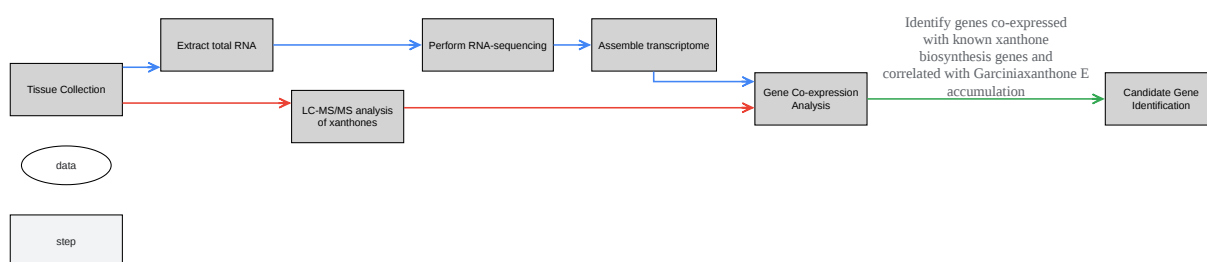 Extract total RNA
Perform RNA-sequencing
Assemble transcriptome
Identify genes co-expressed
with known xanthone
biosynthesis genes and
correlated with Garciniaxanthone E
accumulation
Tissue Collection
LC-MS/MS analysis
of xanthones
Gene Co-expression
Analysis
Candidate Gene
Identification
data
step